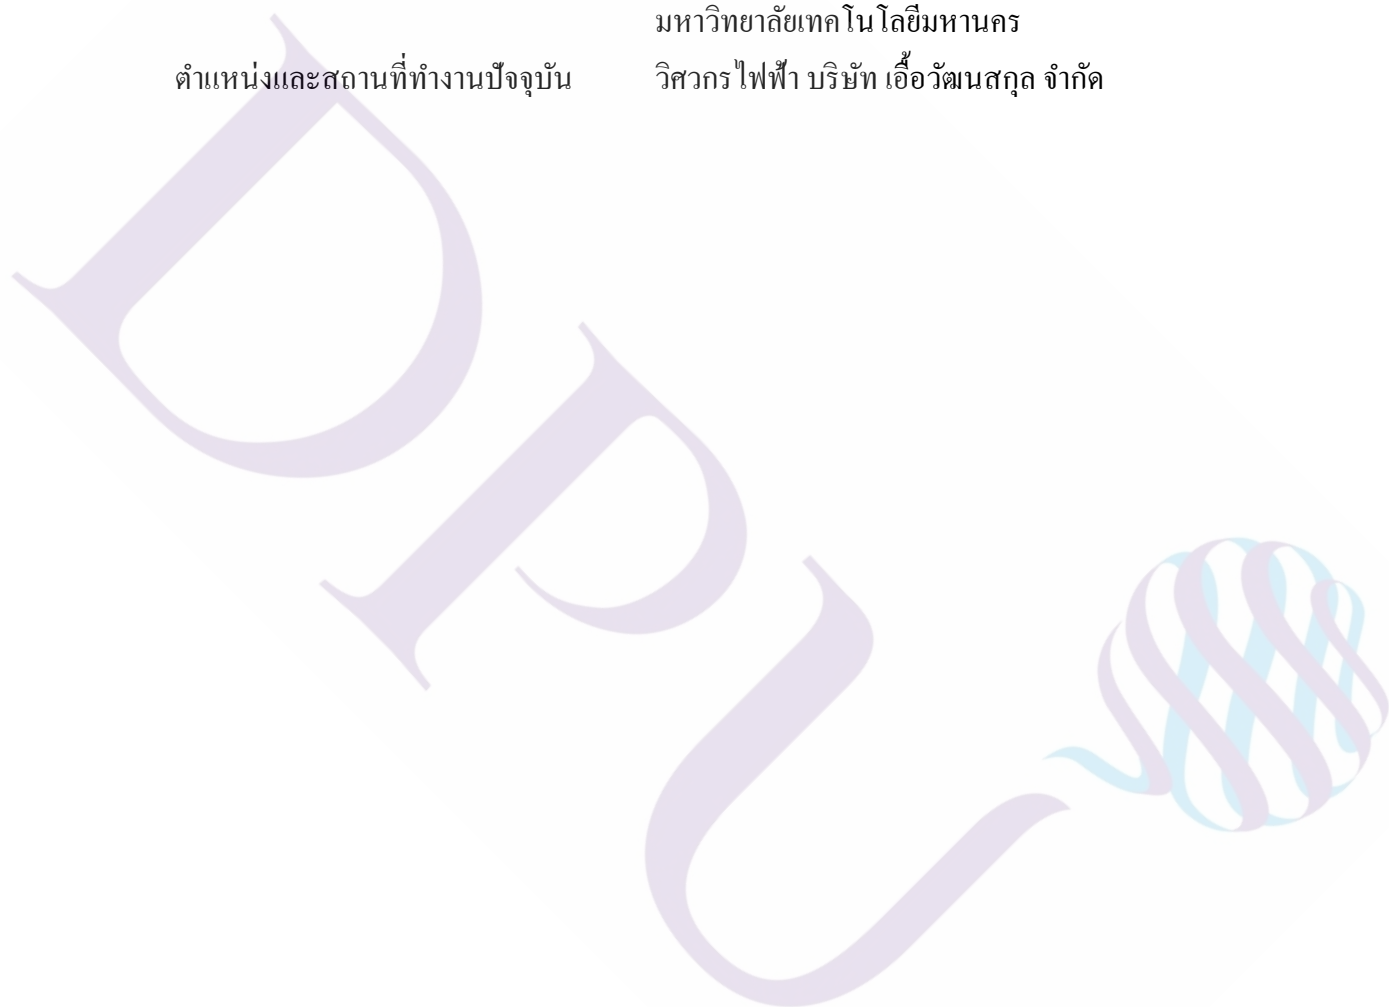 มหาวิทยาลัยเทคโนโลยีมหานคร
ตำแหน่งและสถานที่ทำงานปัจจุบัน วิศวกรไฟฟ้า บริษัท เอื้อวัฒนสกุล จำกัด
DPU